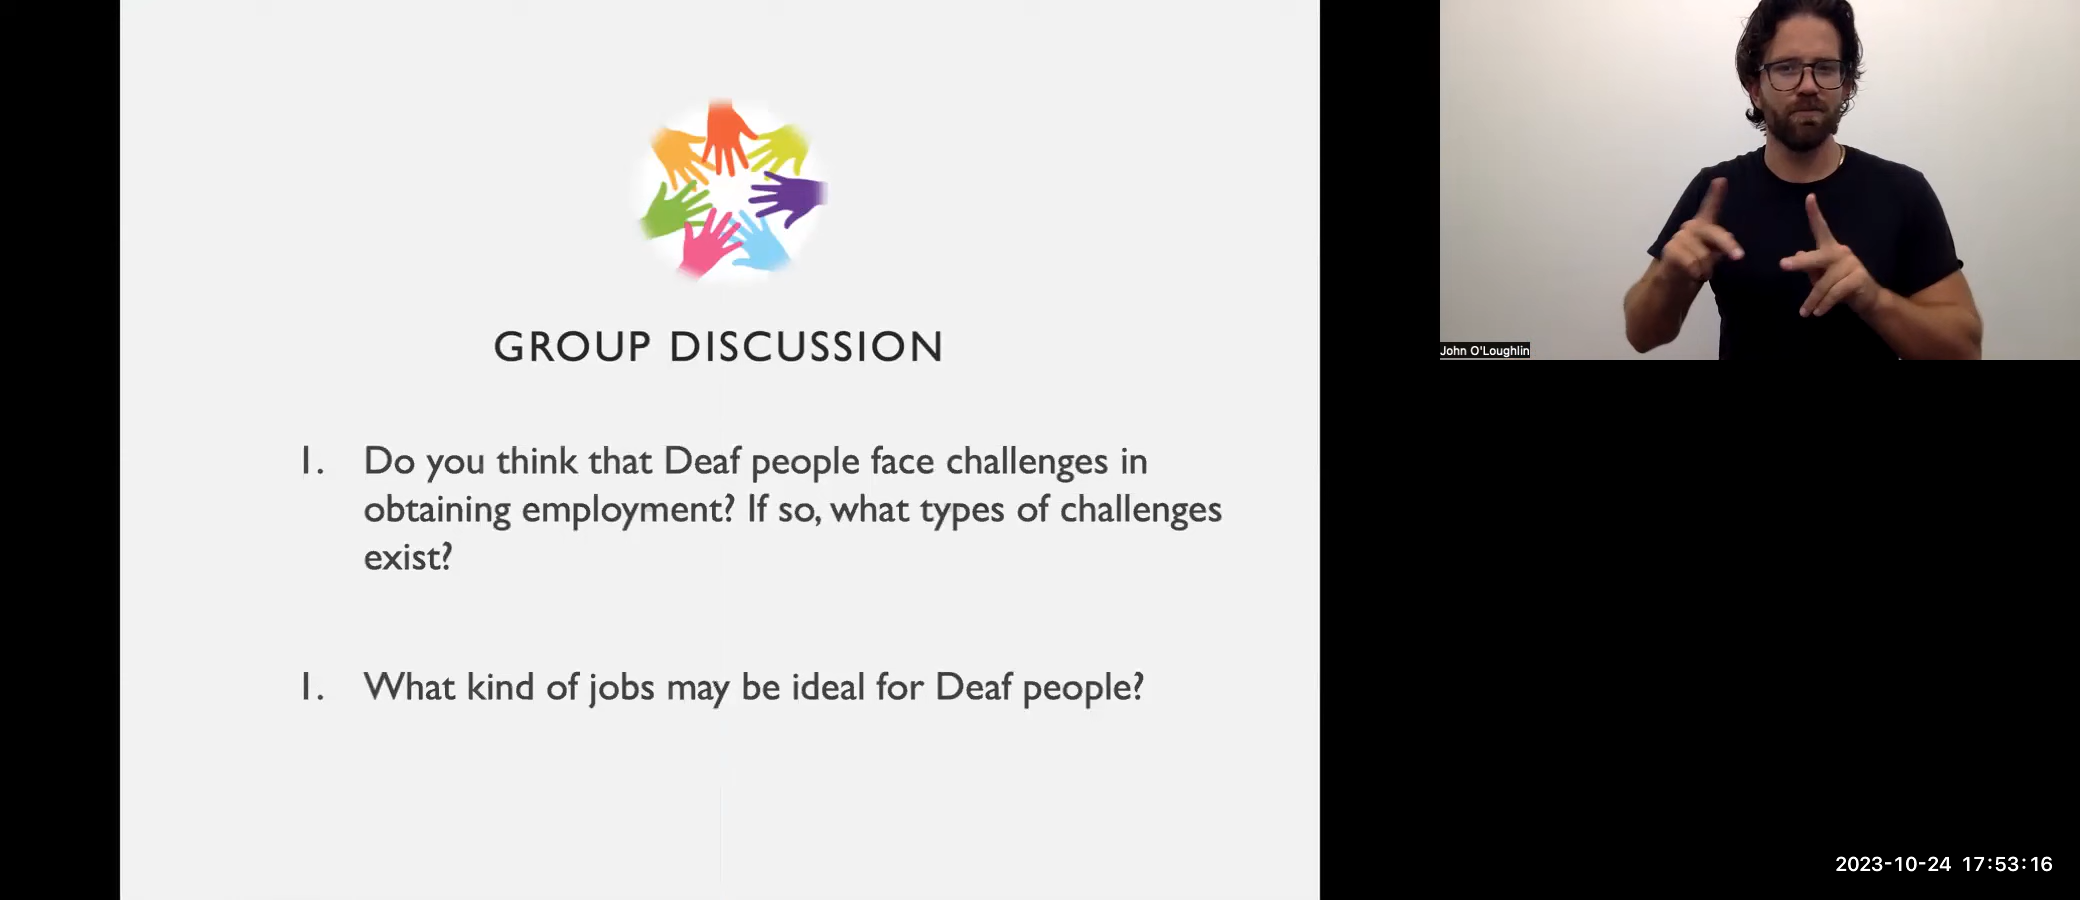 GROUP DISCUSSION
1. Do you think that Deaf people face challenges in
obtaining employment? If so, what types of challenges
exist?
1. What kind of jobs may be ideal for Deaf people?
John O'Loughlin
2023-10-24 17:53:16